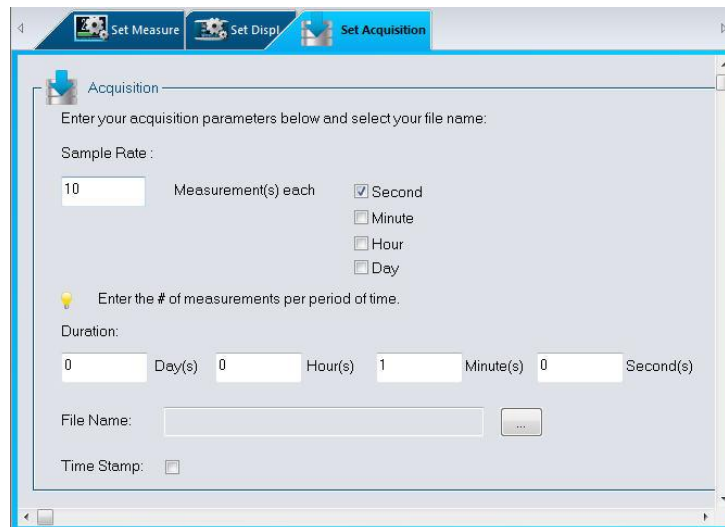 Set Measure Set Displ Set Acquisition
Acquisition
Enter your acquisition parameters below and select your file name:
Sample Rate :
10 Measurement(s) each Second
Minute
Hour
Day
Enter the # of measurements per period of time.
Duration:
0 Day(s) 0 Hour(s) 1 Minute(s) 0 Second(s)
File Name: ...
Time Stamp: